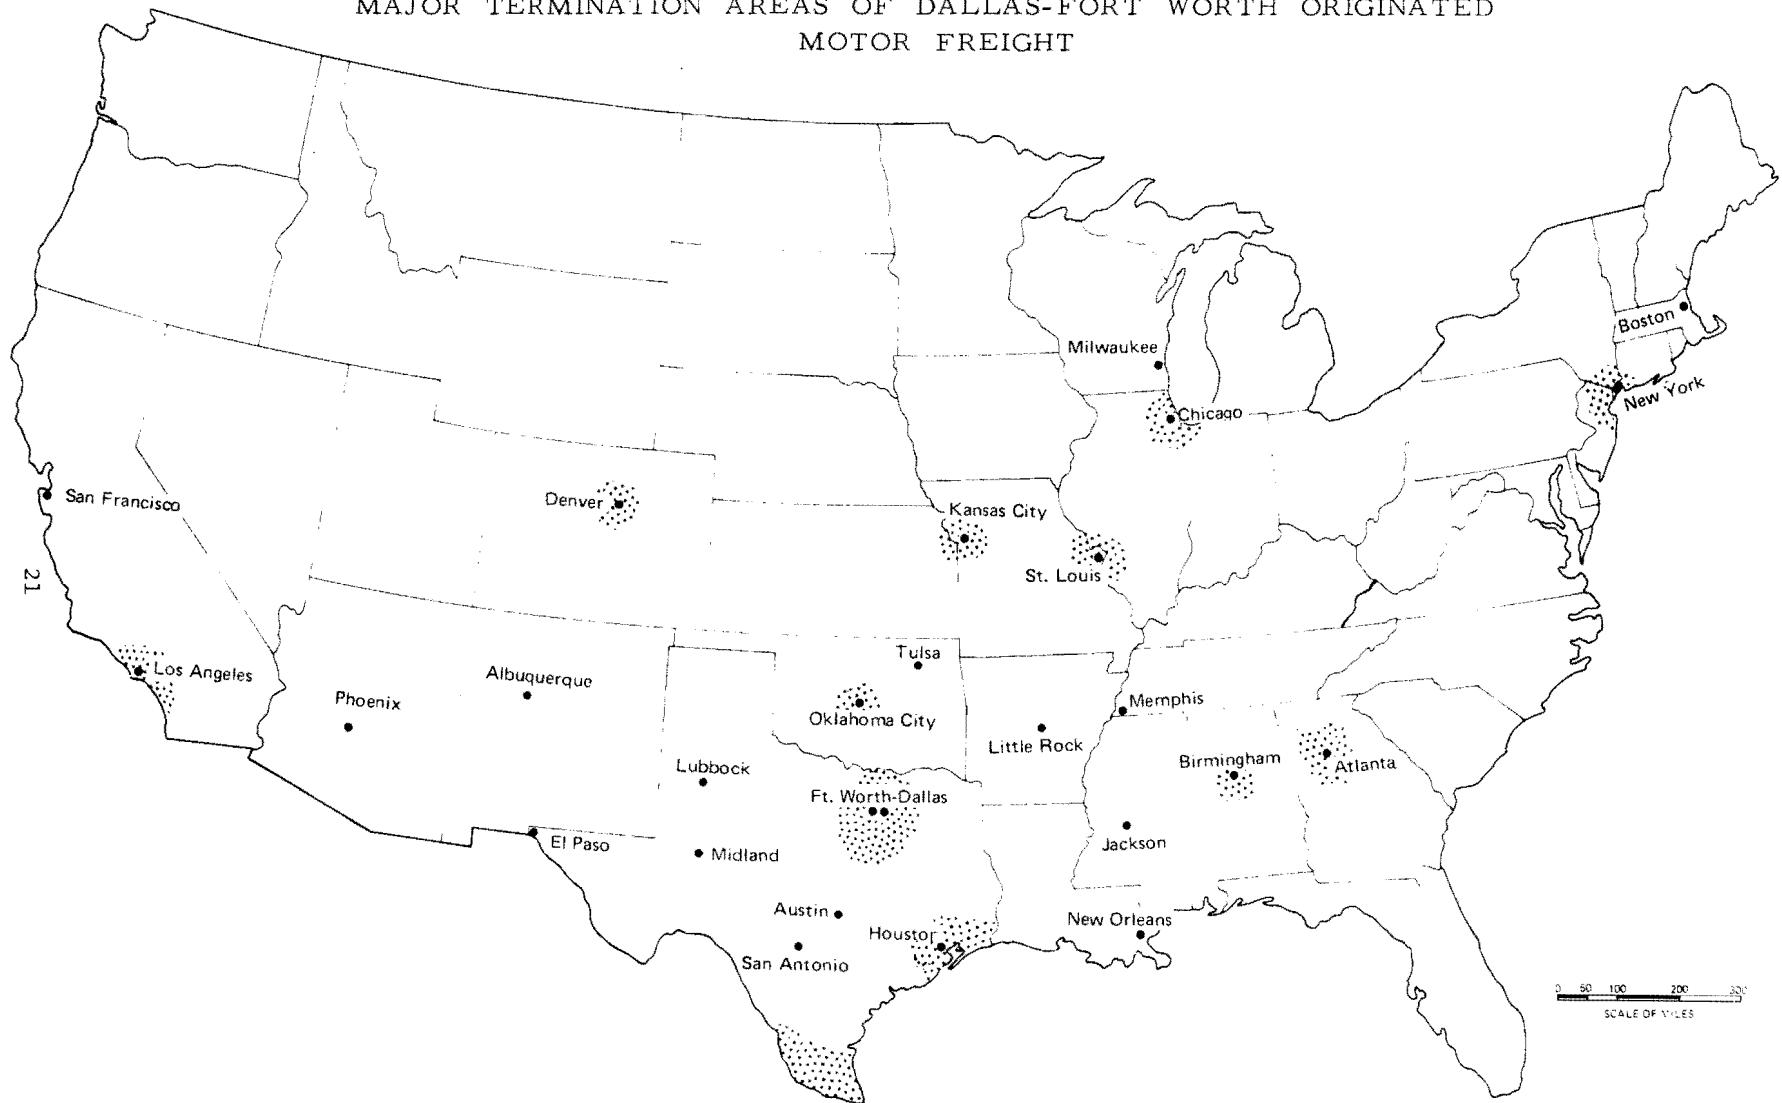 MAJOR TERMINATION AREAS OF DALLAS-FORT WORTH ORIGINATED
MOTOR FREIGHT
Boston
Milwaukee
New York
Chicago
San Francisco
Denver
Kansas City
St. Louis
21
Los Angeles
Tulsa
Albuquerque
Phoenix
Memphis
Oklahoma City
Little Rock
Birmingham
Atlanta
Lubbock
Ft. Worth-Dallas
El Paso
Jackson
Midland
Austin
New Orleans
Houston
San Antonio
0 50 100 200 300
SCALE OF MILES